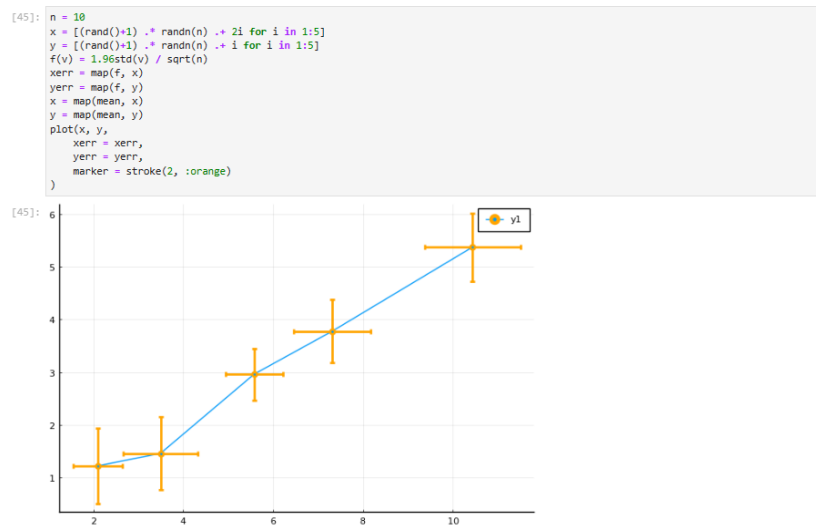 [45]: n = 10
x = [(rand()+1) .* randn(n) .+ 2i for i in 1:5]
y = [(rand()+1) .* randn(n) .+ i for i in 1:5]
f(v) = 1.96std(v) / sqrt(n)
xerr = map(f, x)
yerr = map(f, y)
x = map(mean, x)
y = map(mean, y)
plot(x, y,
    xerr = xerr,
    yerr = yerr,
    marker = stroke(2, :orange)
)
[45]:
y1
6
5
4
3
2
1
2 4 6 8 10